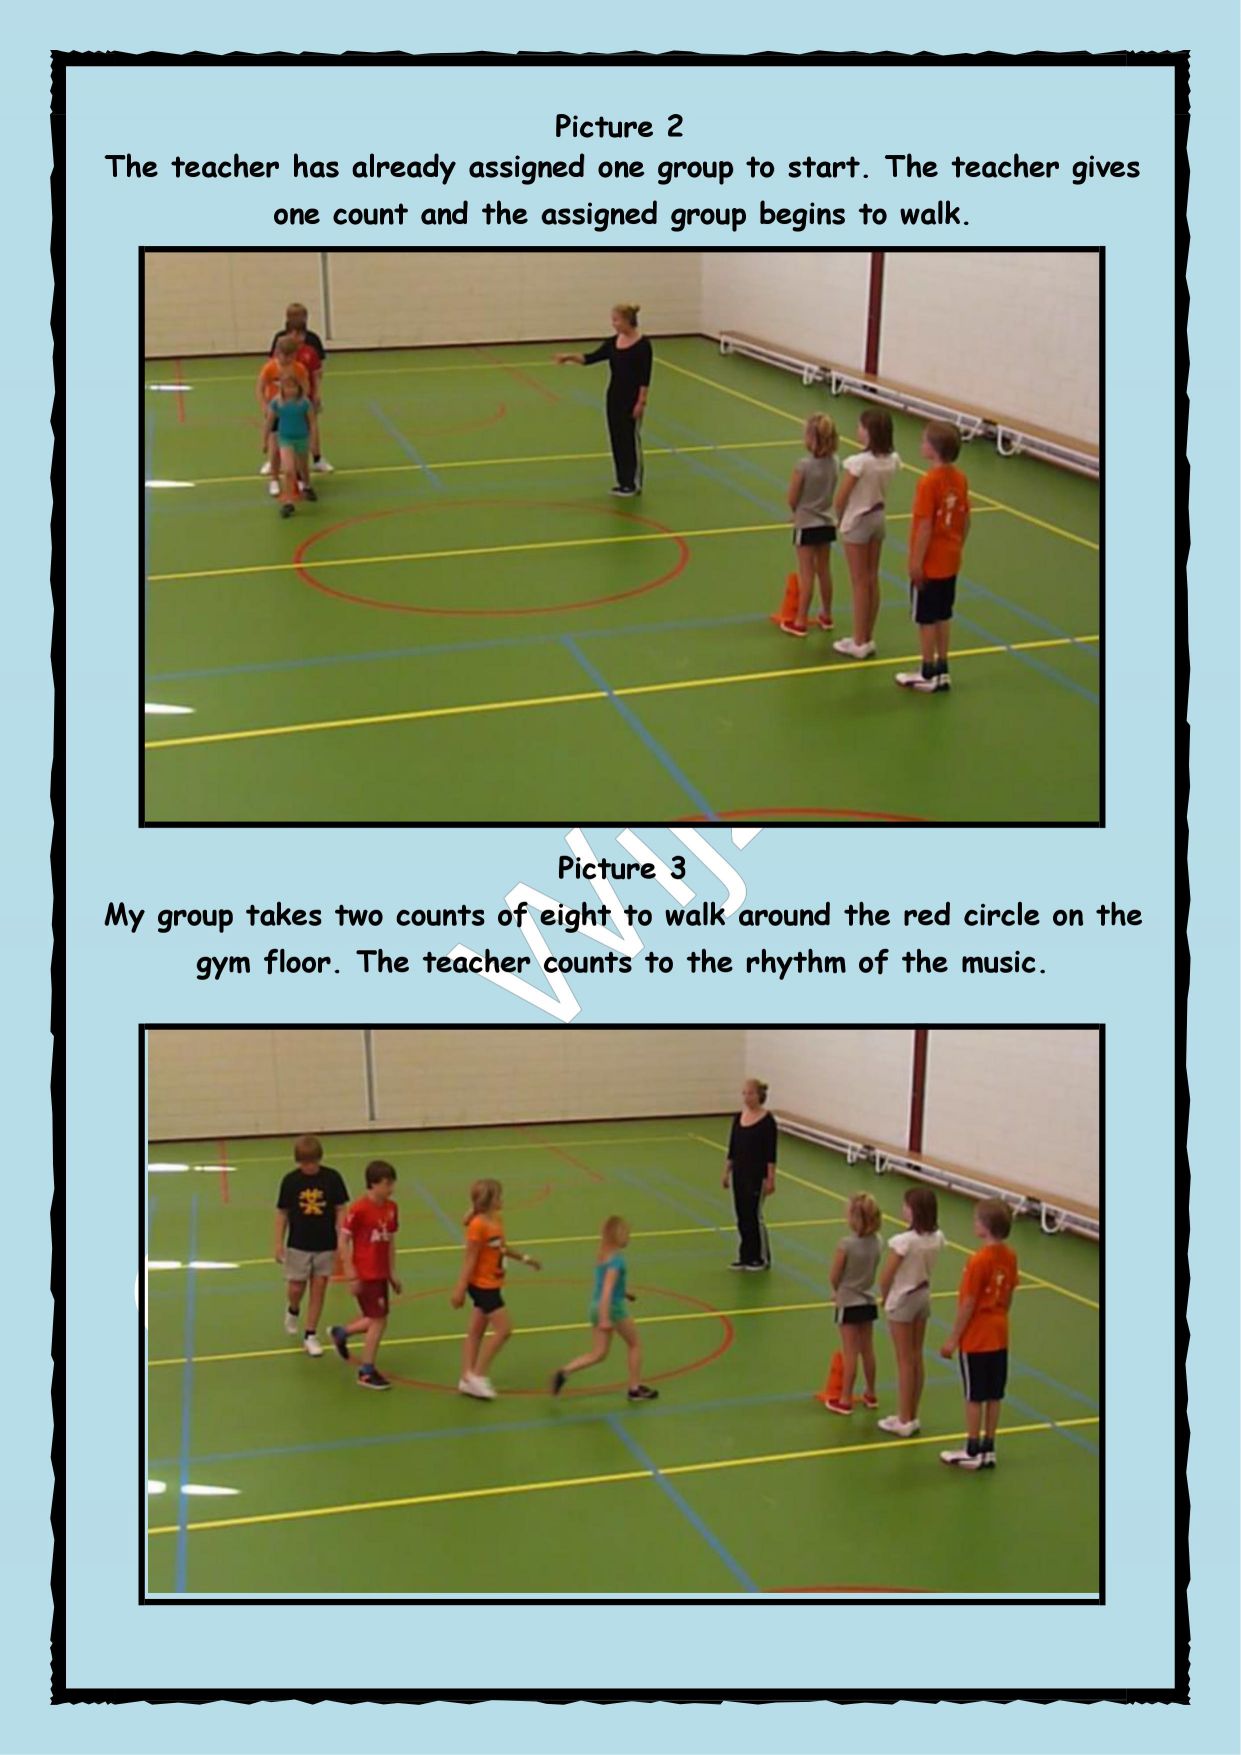 Picture 2
The teacher has already assigned one group to start. The teacher gives
one count and the assigned group begins to walk.
Wij
Picture 3
My group takes two counts of eight to walk around the red circle on the
gym floor. The teacher counts to the rhythm of the music.